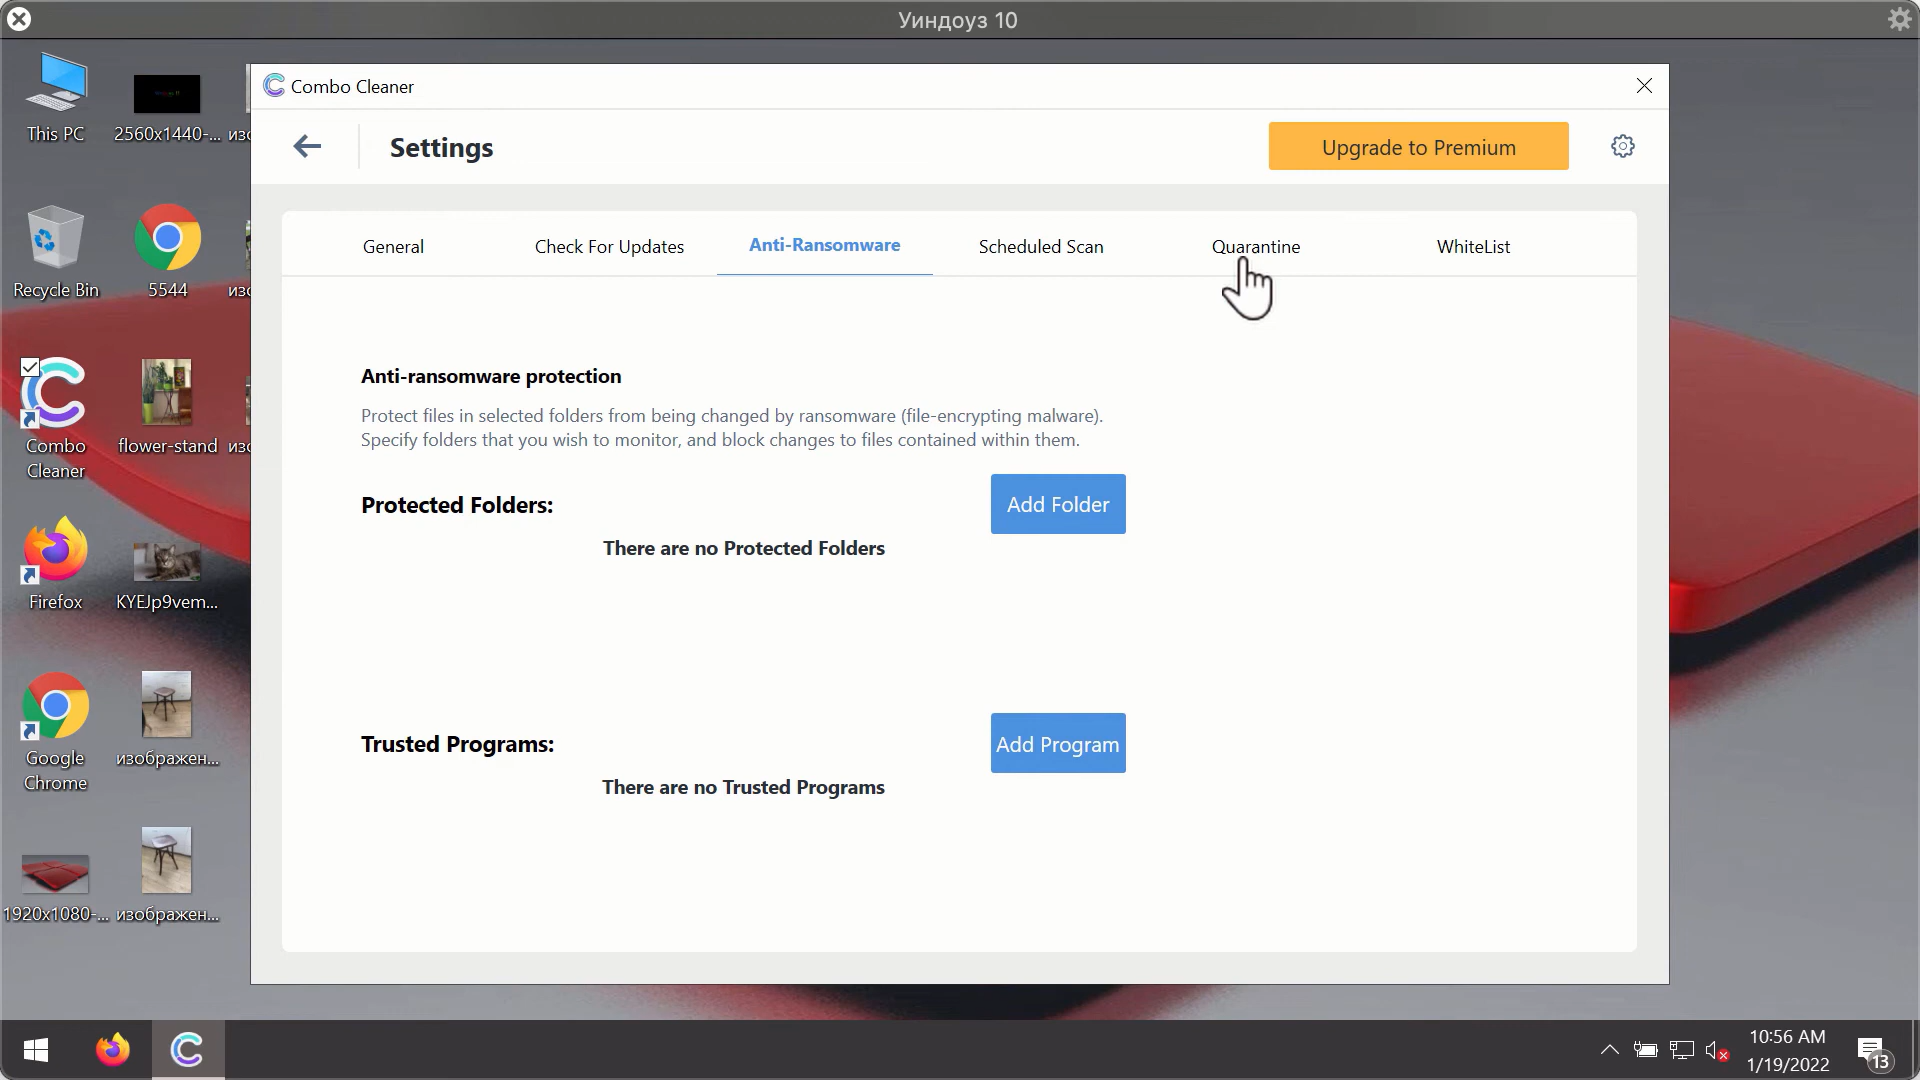 Уиндоуз 10
This PC
2560x1440-...
изс
Recycle Bin
5544
изс
Combo
Cleaner
flower-stand
изс
Firefox
KYEJp9vem...
Google
Chrome
изображен...
1920x1080-...
изображен...
Combo Cleaner
Settings
Upgrade to Premium
General
Check For Updates
Anti-Ransomware
Scheduled Scan
Quarantine
WhiteList
Anti-ransomware protection
Protect files in selected folders from being changed by ransomware (file-encrypting malware).
Specify folders that you wish to monitor, and block changes to files contained within them.
Protected Folders:
Add Folder
There are no Protected Folders
Trusted Programs:
Add Program
There are no Trusted Programs
10:56 AM
1/19/2022
13